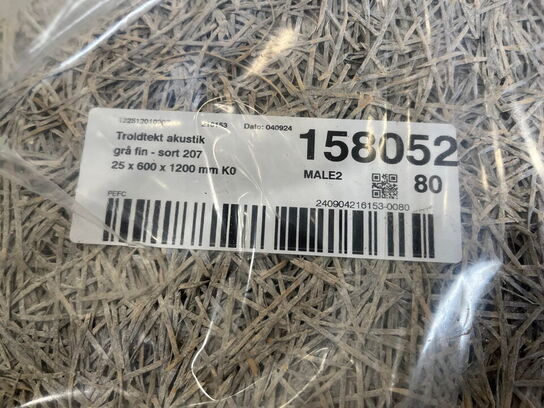 216153 Dato: 040924
Troldtekt akustik
grå fin - sort 207
25 x 600 x 1200 mm K0
158052
MALE2
80
PEFC
240904216153-0080